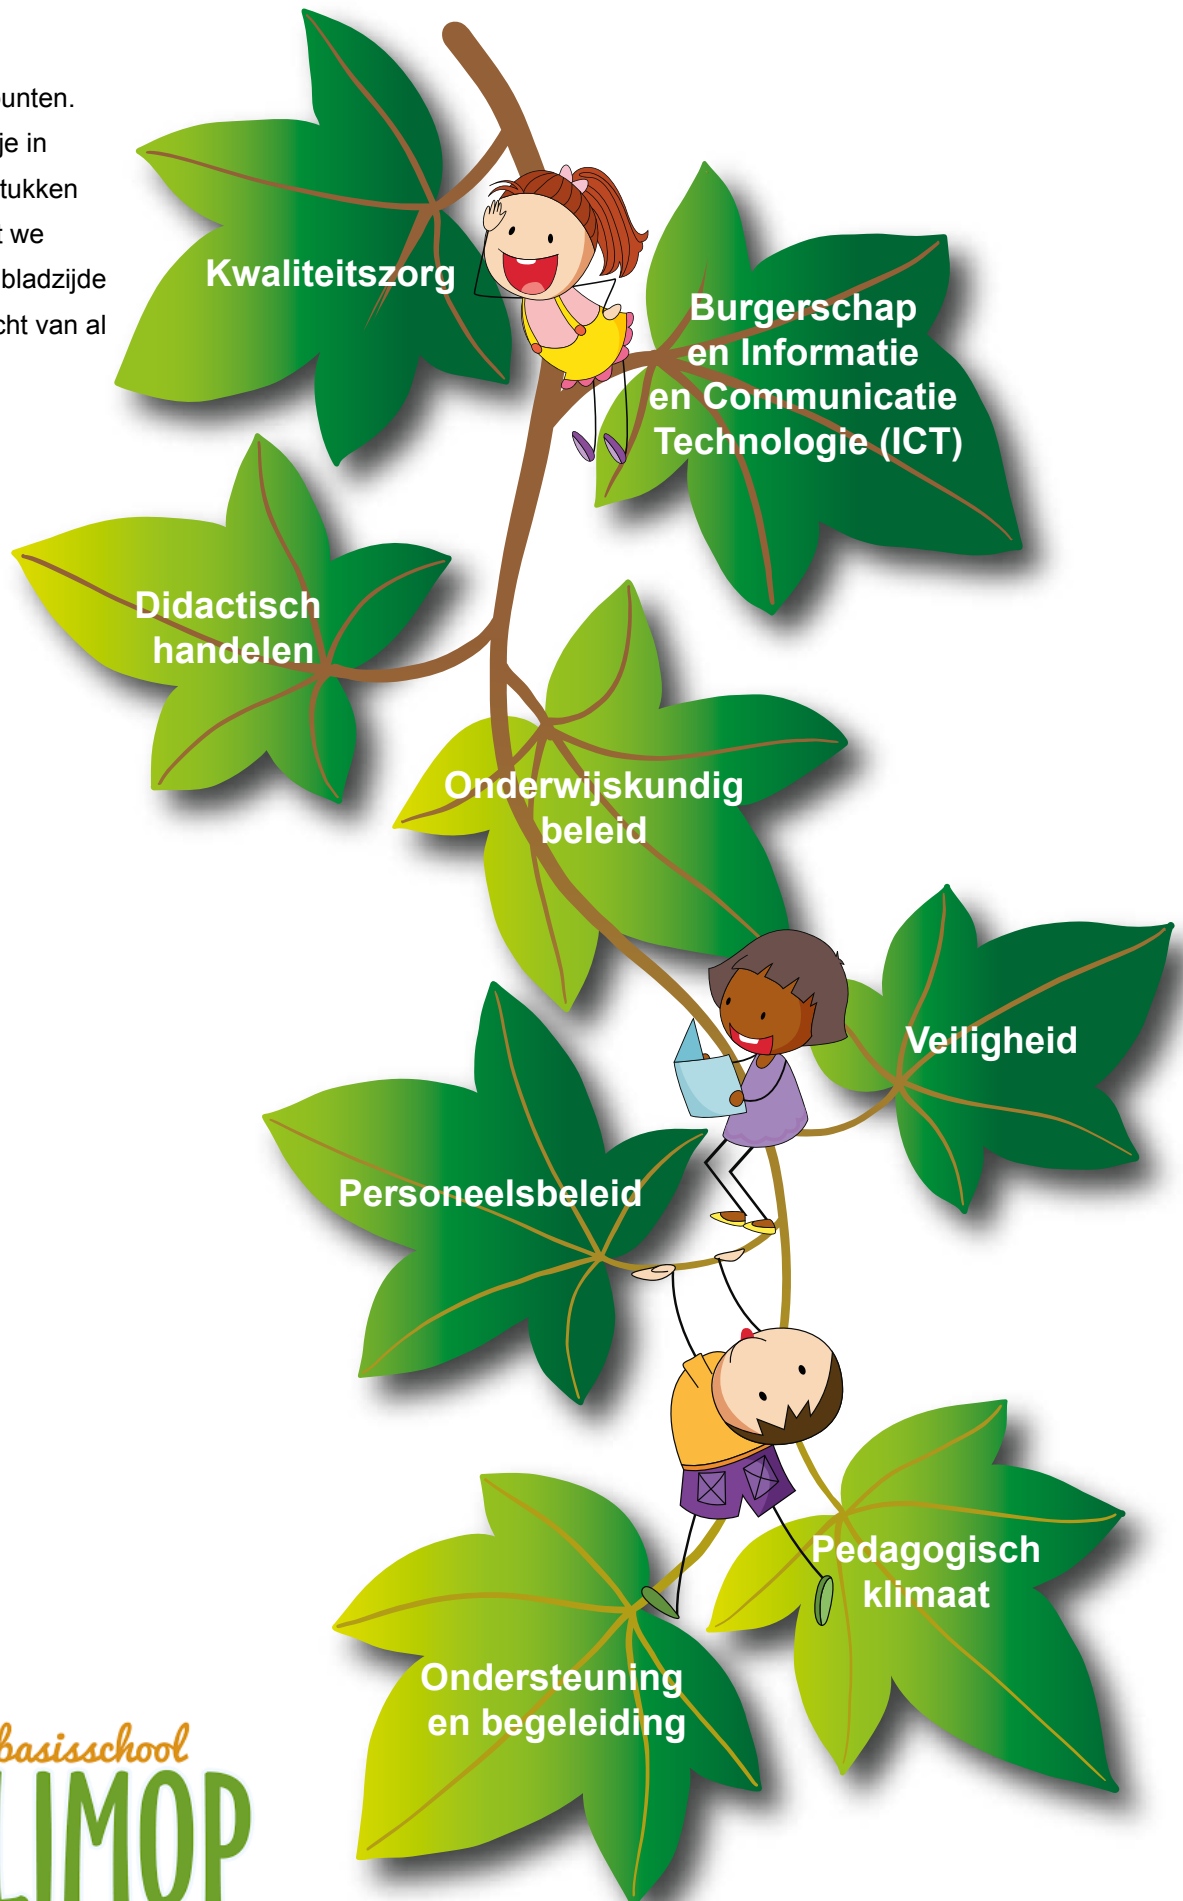 unten.
je in
tukken
t we
bladzijde
cht van al
Kwaliteitszorg
Burgerschap
en Informatie
en Communicatie
Technologie (ICT)
Didactisch
handelen
Onderwijskundig
beleid
Veiligheid
Personeelsbeleid
Pedagogisch
klimaat
Ondersteuning
en begeleiding
basisschool
LIMOP